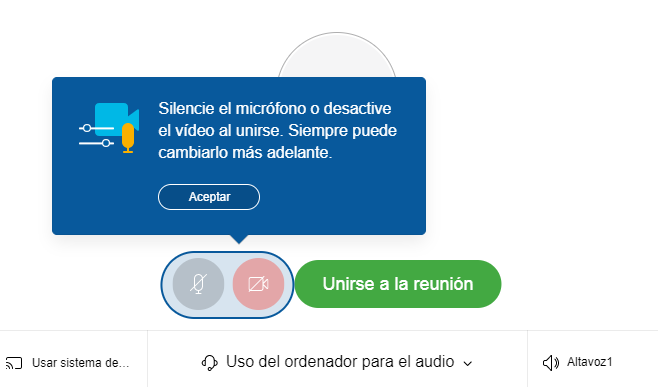 Silencie el micrófono o desactive
el vídeo al unirse. Siempre puede
cambiarlo más adelante.
Aceptar
Unirse a la reunión
Usar sistema de...
Uso del ordenador para el audio
Altavoz1